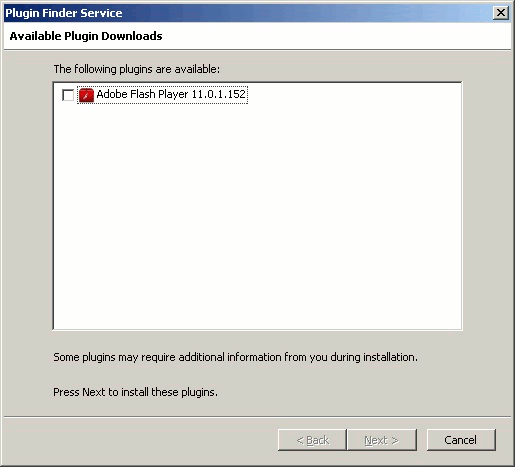 Plugin Finder Service
Available Plugin Downloads
The following plugins are available:
Adobe Flash Player 11.0.1.152
Some plugins may require additional information from you during installation.
Press Next to install these plugins.
< Back Next > Cancel